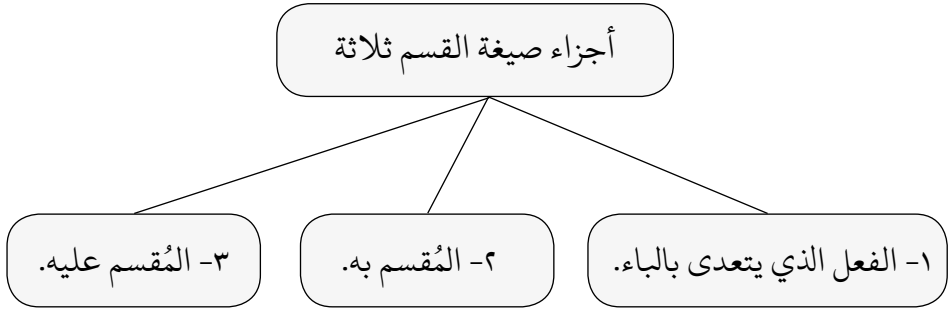 أجزاء صيغة القسم ثلاثة
١- الفعل الذي يتعدى بالباء.
٢- المُقسم به.
٣- المُقسم عليه.